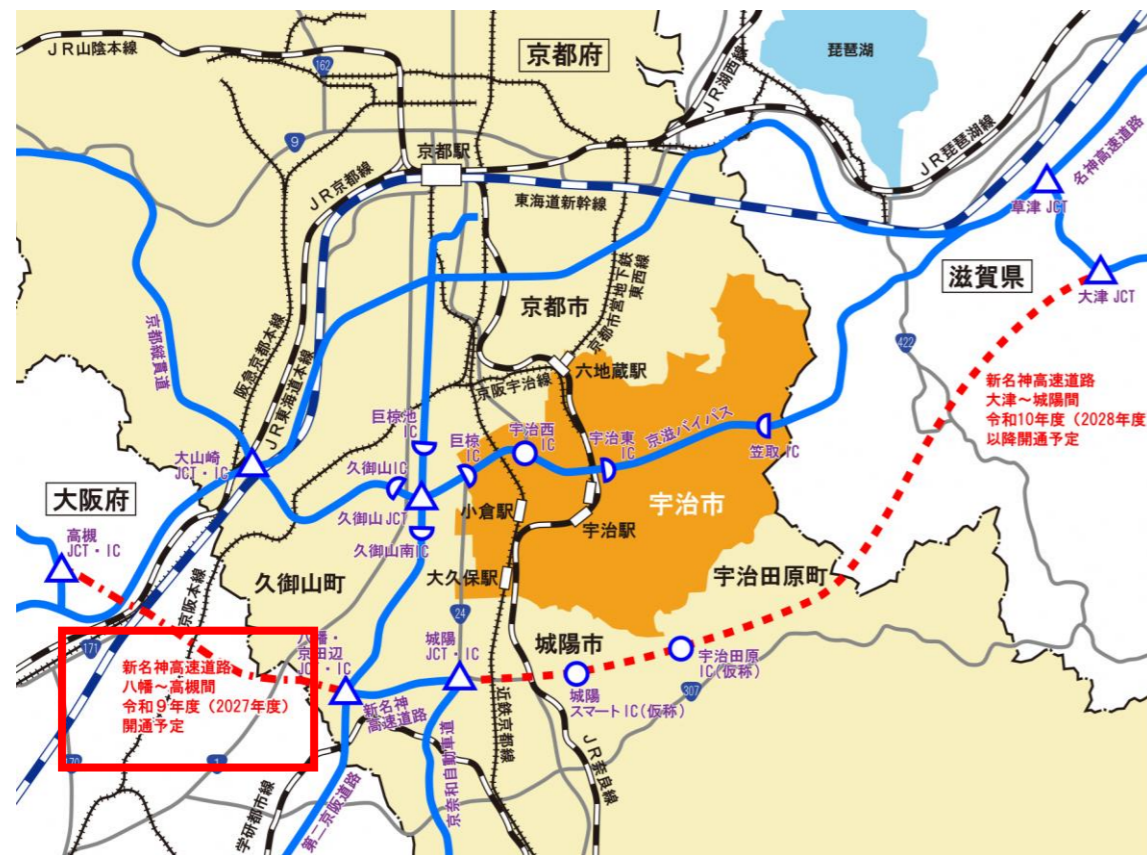 JR山陰本線
162
京都府
琵琶湖
JR湖西線
JR琵琶湖線
名神高速道路
9
京都駅
JR京都線
東海道新幹線
草津 JCT
滋賀県
大津 JCT
京都市営地下鉄
東西線
京都市
京都縦貫道
阪急京都本線
JR東海道本線
六地蔵駅
京阪宇治線
422
新名神高速道路
大津~城陽間
令和10年度(2028年度
以降開通予定
巨椋池
IC
巨椋
IC
宇治西
IC
宇治東
IC
京滋バイパス
笠取 IC
大山崎
JCT・IC
久御山IC
久御山 JCT
久御山南IC
小倉駅
宇治駅
宇治市
大阪府
高槻
JCT・IC
大久保駅
久御山町
宇治田原町
京阪本線
24
171
八幡・
京田辺
JCT・IC
城陽
JCT・IC
城陽市
宇治田原
IC(仮称)
307
新名神高速道路
八幡~高槻間
令和9年度(2027年度)
開通予定
新名神
高速道路
城陽
スマートIC(仮称)
近鉄京都線
JR奈良線
京奈和自動車道
170
1
学研都市線
第二京阪道路